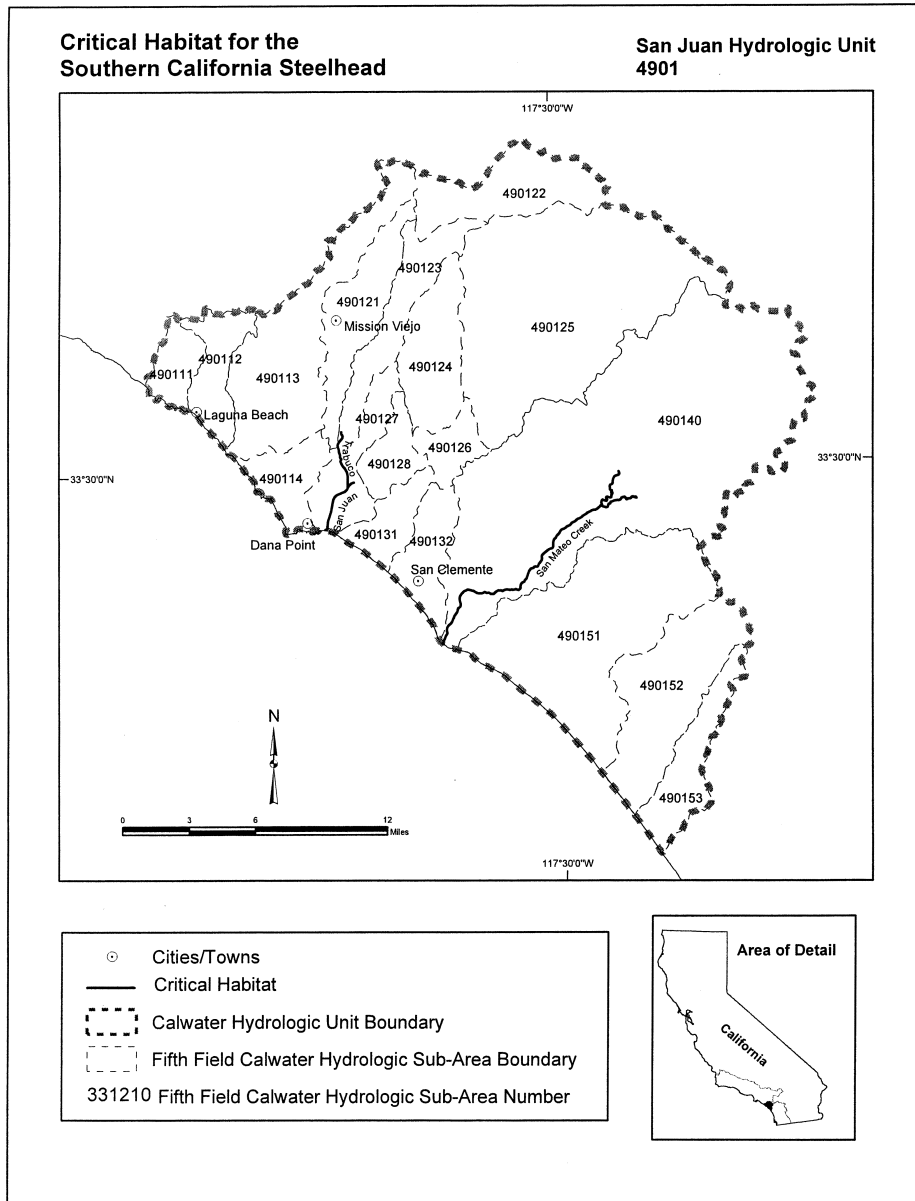 Critical Habitat for the
Southern California Steelhead
San Juan Hydrologic Unit
4901
117°30'0"W
490122
490123
490121
Mission Viejo
490125
490112
490111
490113
490124
Laguna Beach
490127
490140
490126
Trabuco
490128
33°30'0"N
33°30'0"N
490114
San Juan
490131
490132
Dana Point
San Mateo Creek
San Clemente
490151
490152
N
490153
0 3 6 12
Miles
117°30'0"W
Cities/Towns
Critical Habitat
Calwater Hydrologic Unit Boundary
Fifth Field Calwater Hydrologic Sub-Area Boundary
331210 Fifth Field Calwater Hydrologic Sub-Area Number
Area of Detail
California